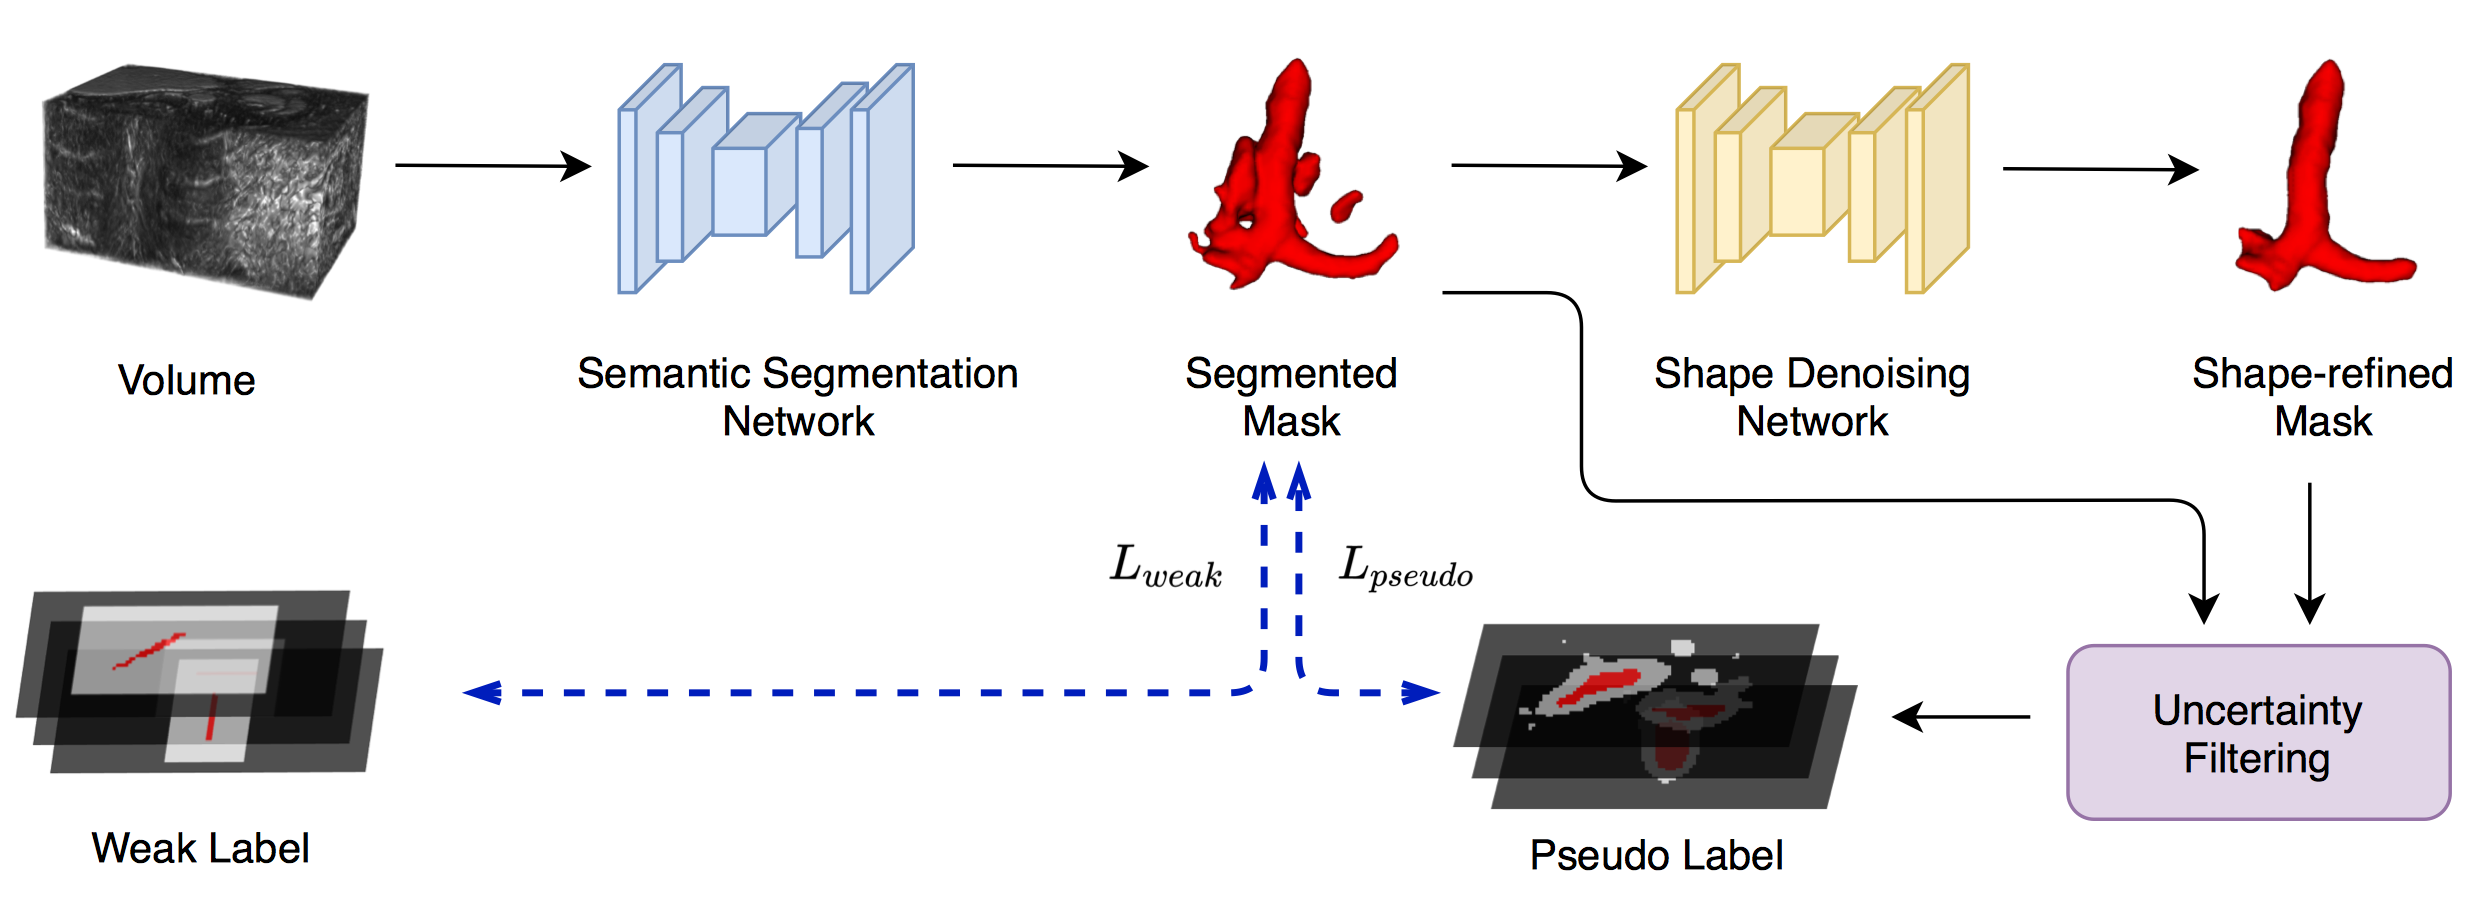 Volume
Semantic Segmentation
Network
Segmented
Mask
Shape Denoising
Network
Shape-refined
Mask
L_{weak}
L_{pseudo}
Uncertainty
Filtering
Weak Label
Pseudo Label